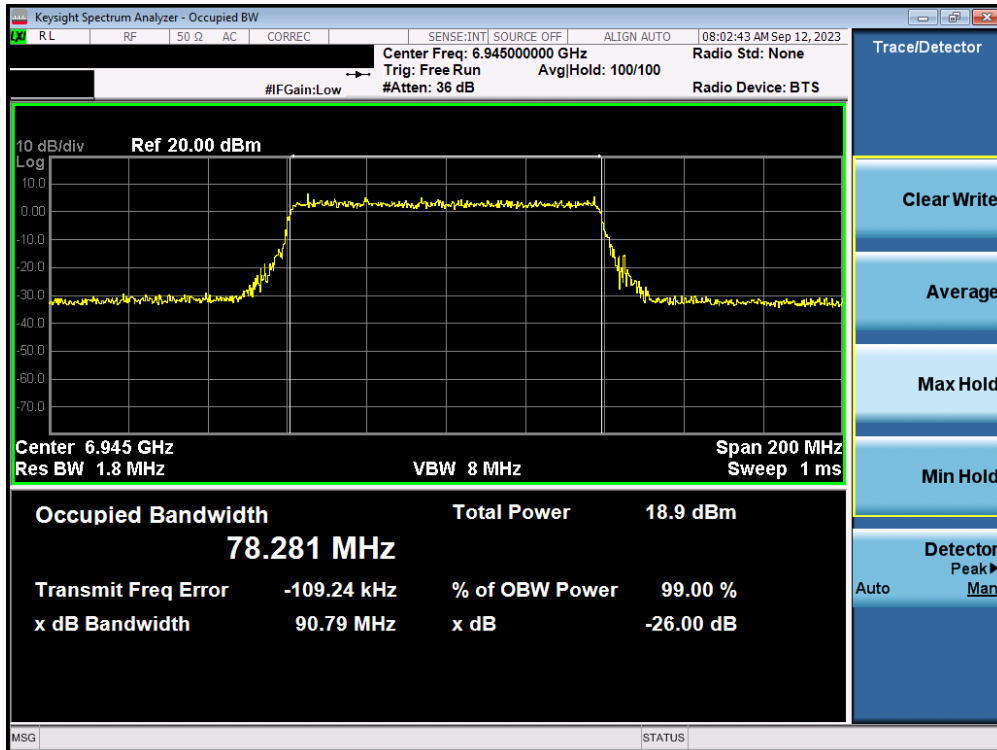 Keysight Spectrum Analyzer - Occupied BW
LXI RL RF 50 Ω AC CORREC SENSE:INT SOURCE OFF ALIGN AUTO 08:02:43 AM Sep 12, 2023
Center Freq: 6.945000000 GHz Radio Std: None
Trig: Free Run Avg|Hold: 100/100
#IFGain:Low #Atten: 36 dB Radio Device: BTS
10 dB/div Ref 20.00 dBm
Log
10.0
0.00
-10.0
-20.0
-30.0
-40.0
-50.0
-60.0
-70.0
Center 6.945 GHz Span 200 MHz
Res BW 1.8 MHz VBW 8 MHz Sweep 1 ms
Occupied Bandwidth Total Power 18.9 dBm
78.281 MHz
Transmit Freq Error -109.24 kHz % of OBW Power 99.00 %
x dB Bandwidth 90.79 MHz x dB -26.00 dB
Trace/Detector
Clear Write
Average
Max Hold
Min Hold
Detector
Peak▶
Auto Man
MSG STATUS